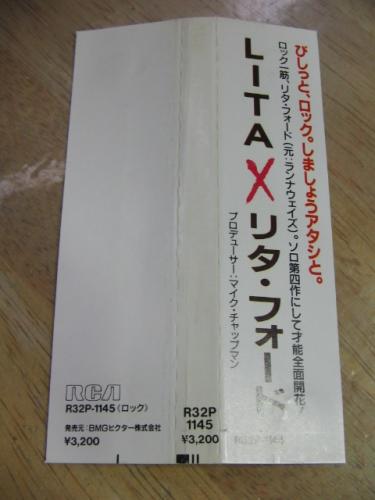 びしっと、ロック。しましょうアタシと。
ロック一筋、リタ・フォード(元:ランナウェイズ)。ソロ第四作にして才能全面開花!
LITA X リタ・フォード
プロデューサー:マイク・チャップマン
R32P-1145
R32P
1145
¥3,200
RCA
R32P-1145(ロック)
発売元:BMGビクター株式会社
¥3,200